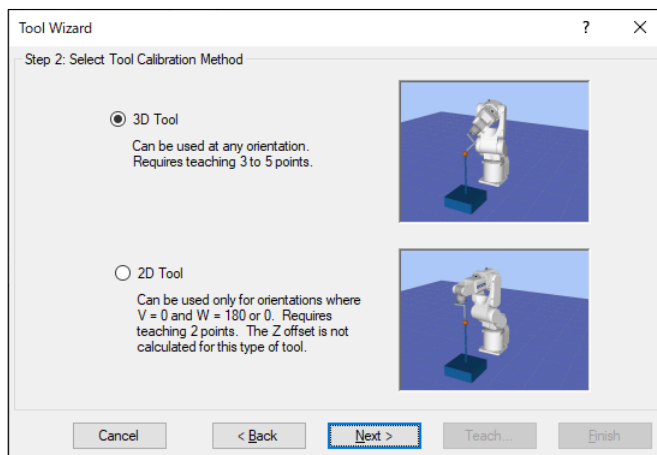 Tool Wizard
?
Step 2: Select Tool Calibration Method
3D Tool
Can be used at any orientation.
Requires teaching 3 to 5 points.
2D Tool
Can be used only for orientations where
V = 0 and W = 180 or 0.  Requires
teaching 2 points.  The Z offset is not
calculated for this type of tool.
Cancel
< Back
Next >
Teach...
Finish